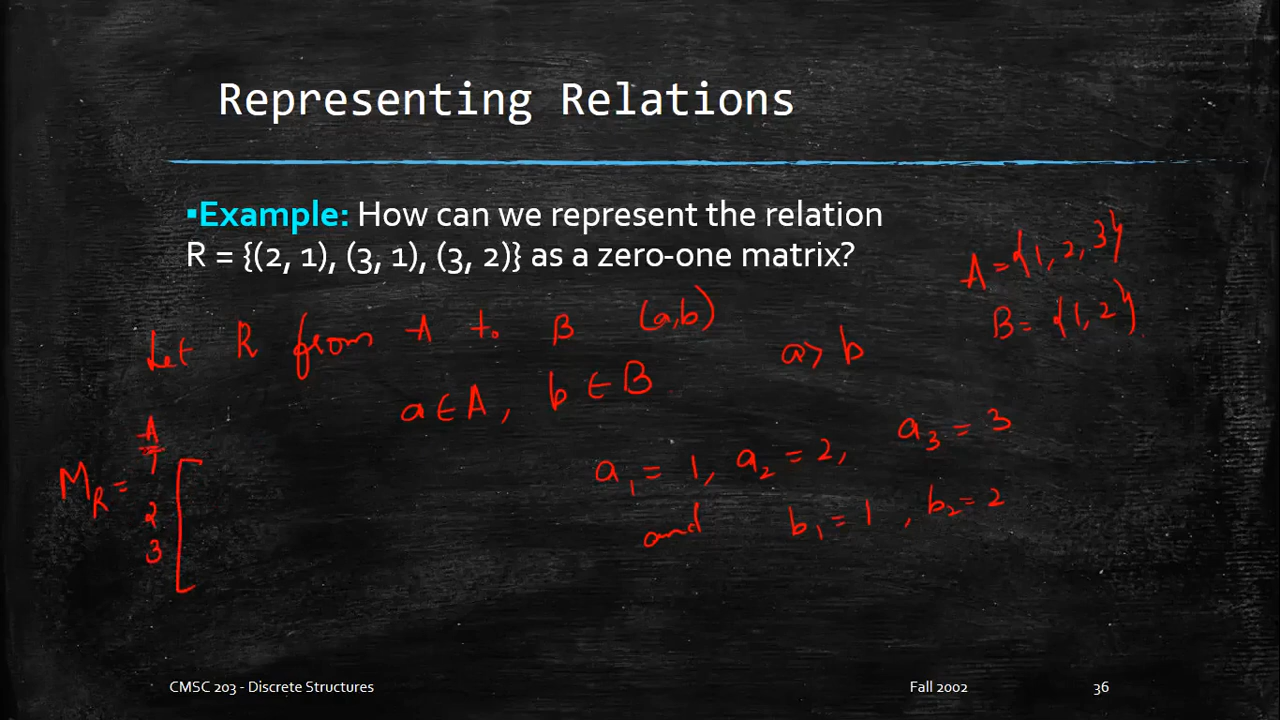 Representing Relations
▪Example: How can we represent the relation
R = {(2, 1), (3, 1), (3, 2)} as a zero-one matrix?
A = {1, 2, 3}
B = {1, 2}
Let R from A to B (a,b)
a > b
a ∈ A, b ∈ B
a₁ = 1, a₂ = 2, a₃ = 3
and b₁ = 1, b₂ = 2
A
M_R = 1 [
2
3
CMSC 203 - Discrete Structures Fall 2002 36